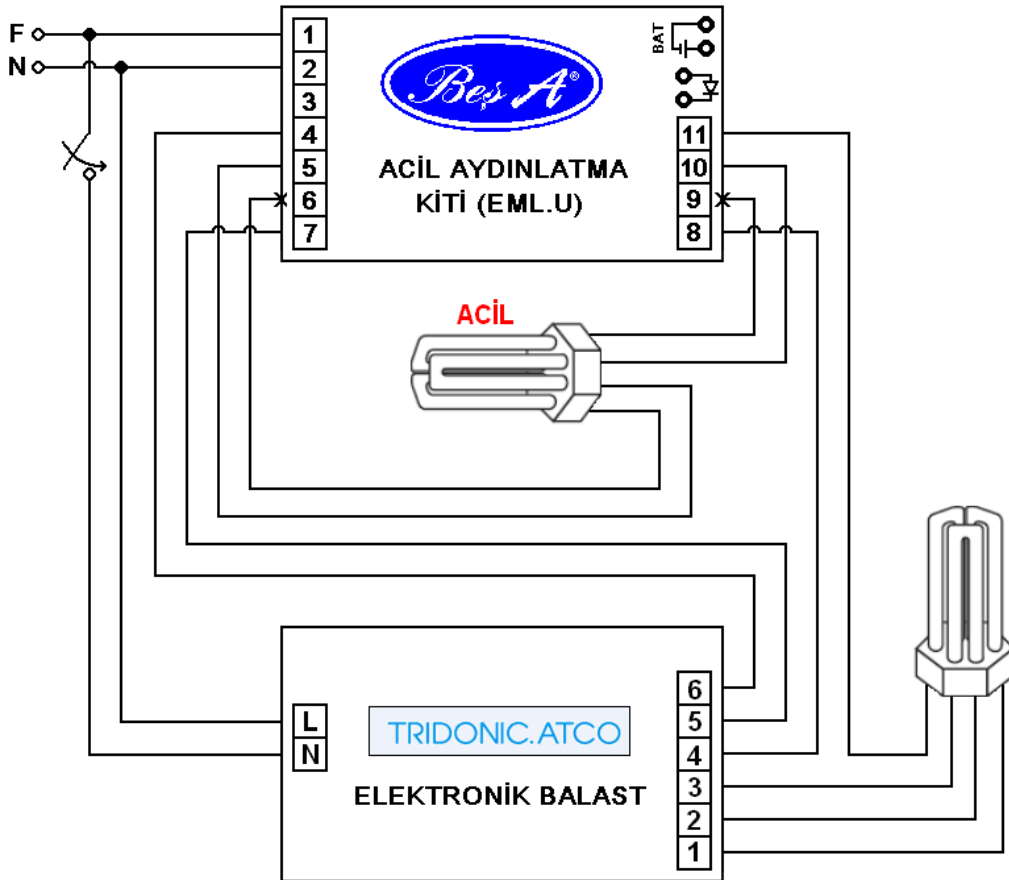 F
N
1
2
3
4
5
6
7
Beş A®
ACİL AYDINLATMA
KİTİ (EML.U)
BAT
11
10
9
8
ACİL
L
N
TRIDONIC.ATCO
ELEKTRONİK BALAST
6
5
4
3
2
1